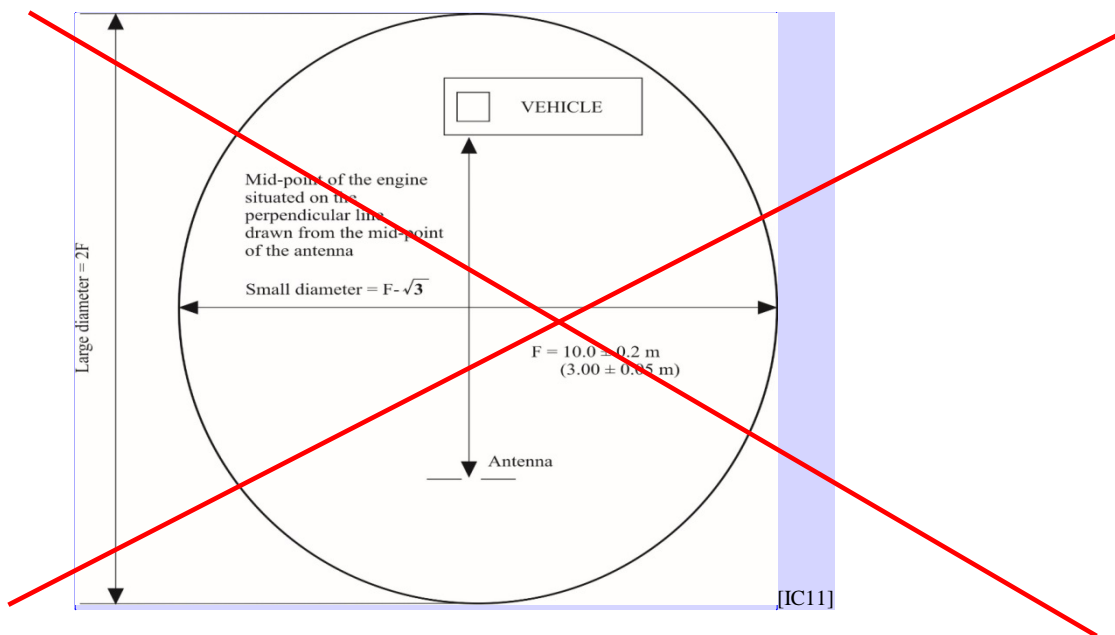 VEHICLE
Mid-point of the engine
situated on the
perpendicular line
drawn from the mid-point
of the antenna
Small diameter = F-√3
Large diameter = 2F
F = 10.0 ± 0.2 m
(3.00 ± 0.05 m)
Antenna
[IC11]